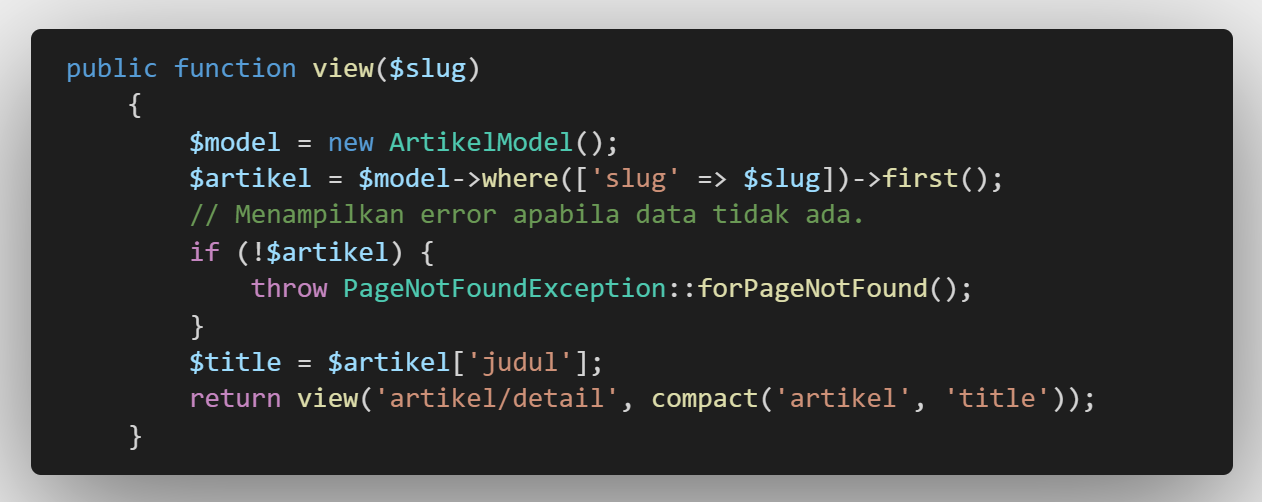 public function view($slug)
    {
        $model = new ArtikelModel();
        $artikel = $model->where(['slug' => $slug])->first();
        // Menampilkan error apabila data tidak ada.
        if (!$artikel) {
            throw PageNotFoundException::forPageNotFound();
        }
        $title = $artikel['judul'];
        return view('artikel/detail', compact('artikel', 'title'));
    }